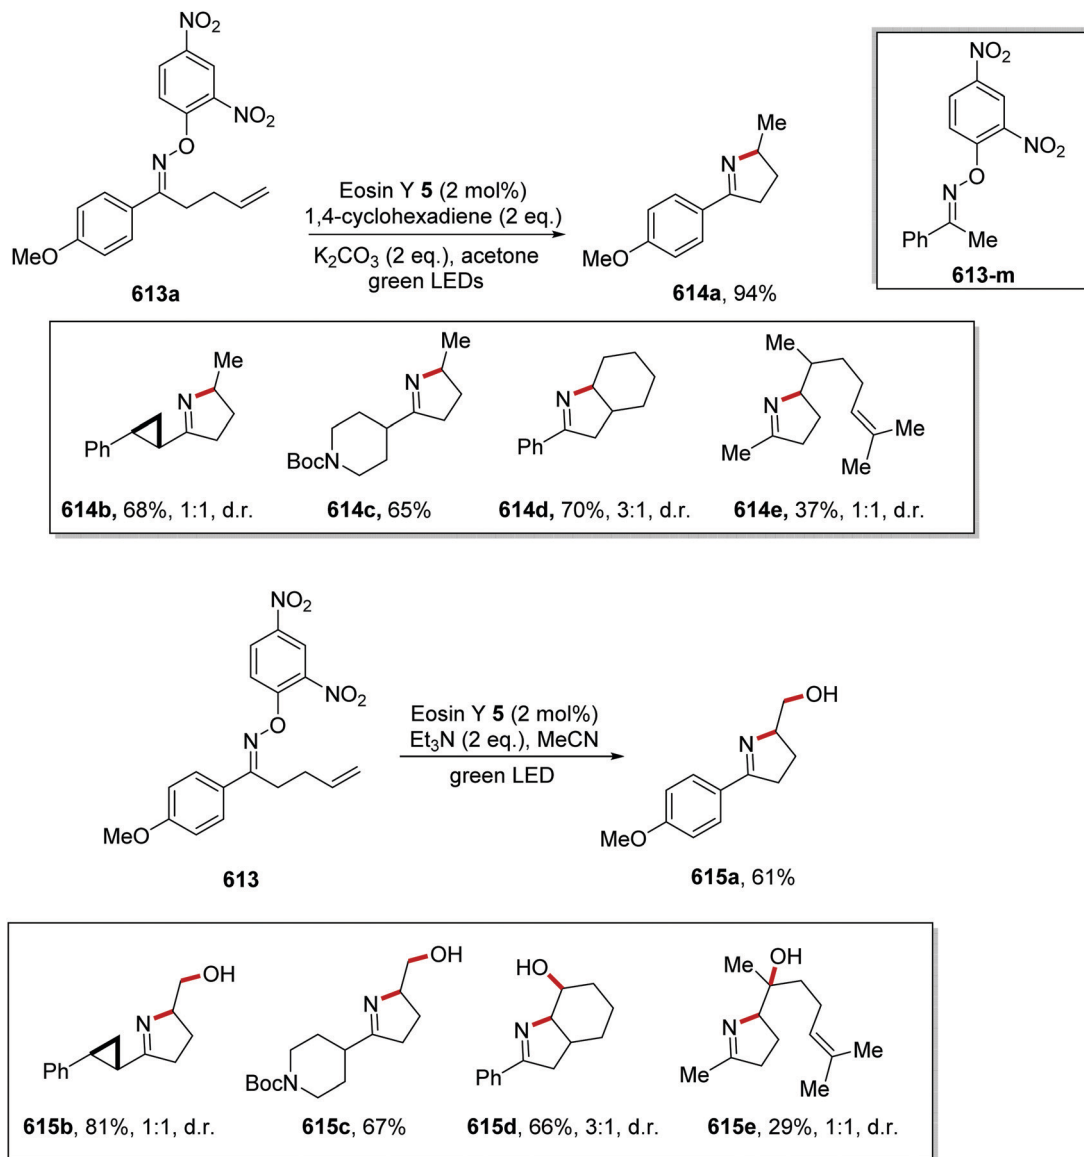 NO₂
NO₂
O
N
MeO
613a
Eosin Y 5 (2 mol%)
1,4-cyclohexadiene (2 eq.)
K₂CO₃ (2 eq.), acetone
green LEDs
Me
N
MeO
614a, 94%
NO₂
NO₂
O
N
Ph
Me
613-m
Me
N
Ph
614b, 68%, 1:1, d.r.
Me
N
BocN
614c, 65%
N
Ph
614d, 70%, 3:1, d.r.
Me
N
Me
Me
Me
614e, 37%, 1:1, d.r.
NO₂
NO₂
O
N
MeO
613
Eosin Y 5 (2 mol%)
Et₃N (2 eq.), MeCN
green LED
OH
N
MeO
615a, 61%
OH
N
Ph
615b, 81%, 1:1, d.r.
OH
N
BocN
615c, 67%
HO
N
Ph
615d, 66%, 3:1, d.r.
OH
Me
N
Me
Me
Me
615e, 29%, 1:1, d.r.